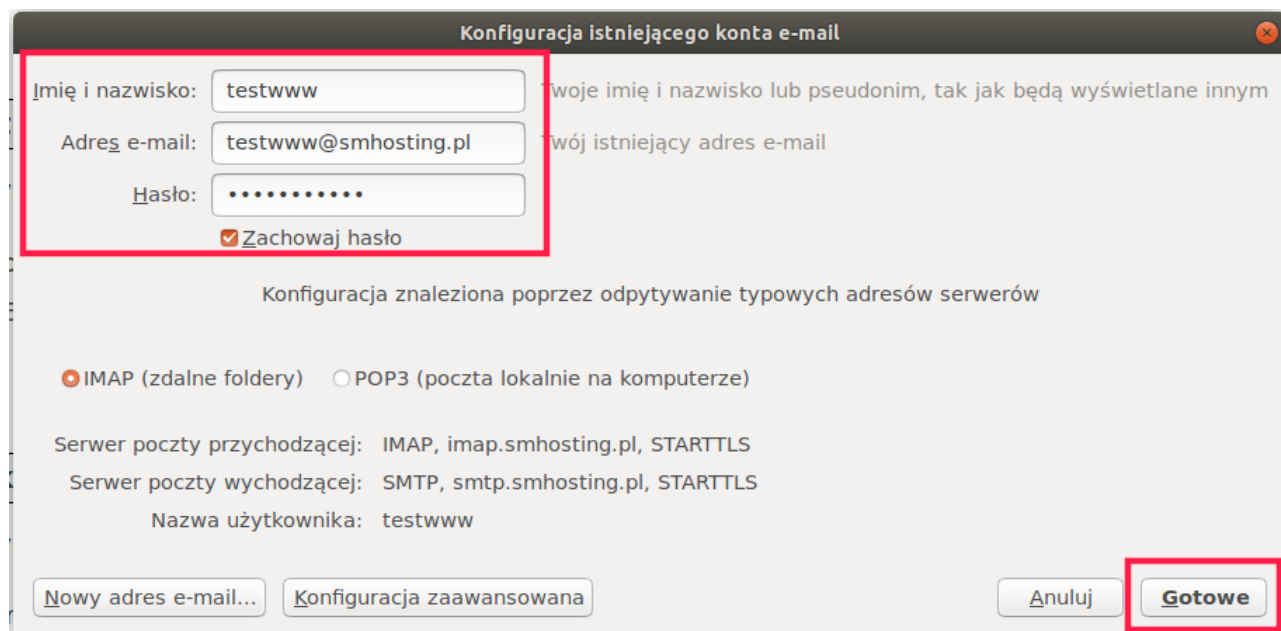 Konfiguracja istniejącego konta e-mail
Imię i nazwisko: testwww woje imię i nazwisko lub pseudonim, tak jak będą wyświetlane innym
Adres e-mail: testwww@smhosting.pl wój istniejący adres e-mail
Hasło: •••••••••••
Zachowaj hasło
Konfiguracja znaleziona poprzez odpytywanie typowych adresów serwerów
IMAP (zdalne foldery) POP3 (poczta lokalnie na komputerze)
Serwer poczty przychodzącej: IMAP, imap.smhosting.pl, STARTTLS
Serwer poczty wychodzącej: SMTP, smtp.smhosting.pl, STARTTLS
Nazwa użytkownika: testwww
Nowy adres e-mail... Konfiguracja zaawansowana Anuluj Gotowe